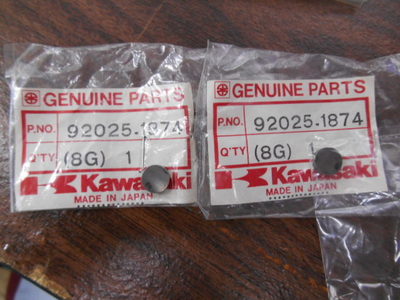 GENUINE PARTS
P.NO. 92025-1874
Q'TY (8G) 1
Kawasaki
MADE IN JAPAN
GENUINE PARTS
P.NO. 92025-1874
Q'TY (8G) 1
Kawasaki
MADE IN JAPAN